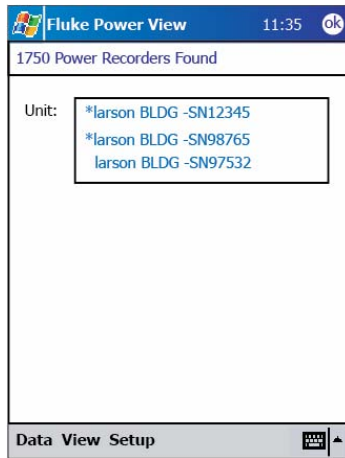 Fluke Power View 11:35 ok
1750 Power Recorders Found
Unit: *larson BLDG -SN12345
*larson BLDG -SN98765
larson BLDG -SN97532
Data View Setup